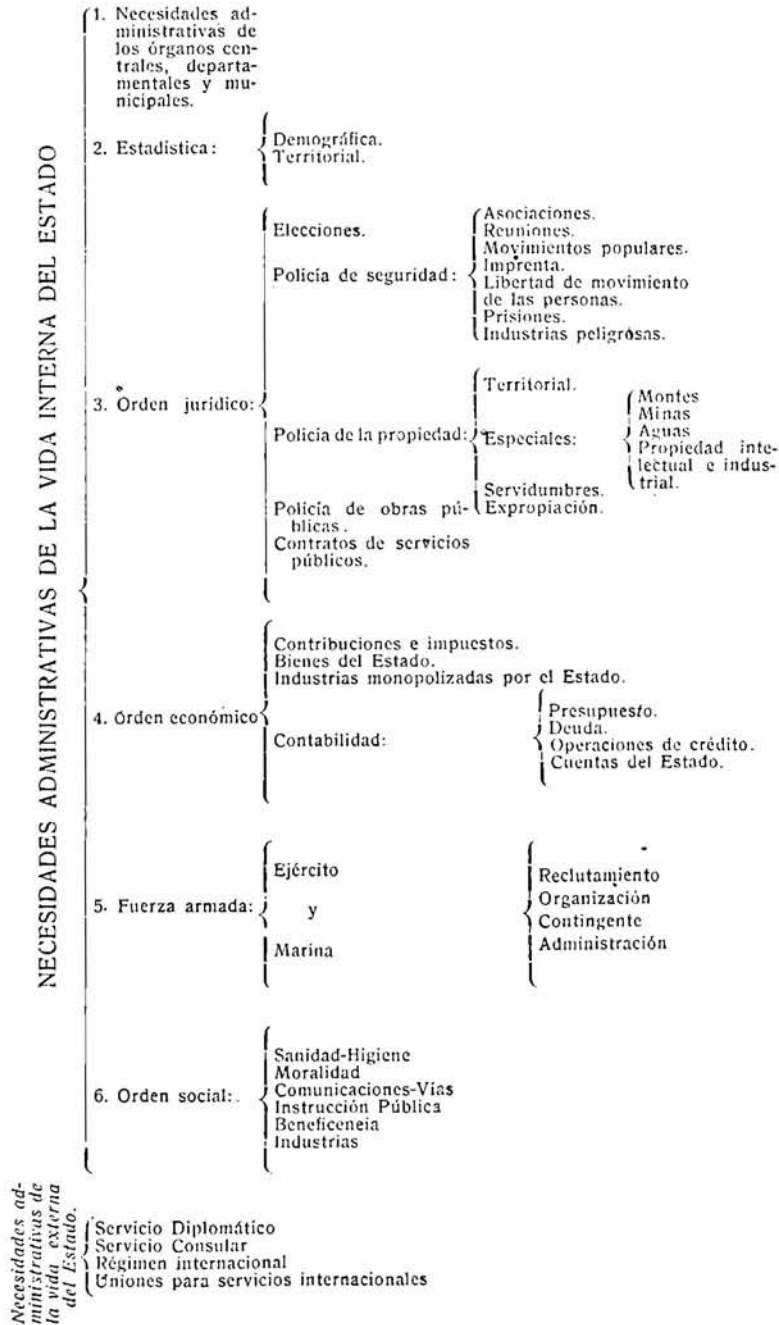 NECESIDADES ADMINISTRATIVAS DE LA VIDA INTERNA DEL ESTADO
1. Necesidades ad-
ministrativas de
los órganos cen-
trales, departa-
mentales y mu-
nicipales.
2. Estadística:
Demográfica.
Territorial.
3. Orden jurídico:
Elecciones.
Policía de seguridad:
Asociaciones.
Reuniones.
Movimientos populares.
Imprenta.
Libertad de movimiento
de las personas.
Prisiones.
Industrias peligrosas.
Policía de la propiedad:
Territorial.
Especiales:
Montes
Minas
Aguas
Propiedad inte-
lectual e indus-
trial.
Servidumbres.
Expropiación.
Policía de obras pú-
blicas.
Contratos de servicios
públicos.
4. Orden económico
Contribuciones e impuestos.
Bienes del Estado.
Industrias monopolizadas por el Estado.
Contabilidad:
Presupuesto.
Deuda.
Operaciones de crédito.
Cuentas del Estado.
5. Fuerza armada:
Ejército
y
Marina
Reclutamiento
Organización
Contingente
Administración
6. Orden social:.
Sanidad-Higiene
Moralidad
Comunicaciones-Vías
Instrucción Pública
Beneficencia
Industrias
Necesidades ad-
ministrativas de
la vida externa
del Estado.
Servicio Diplomático
Servicio Consular
Régimen internacional
Uniones para servicios internacionales